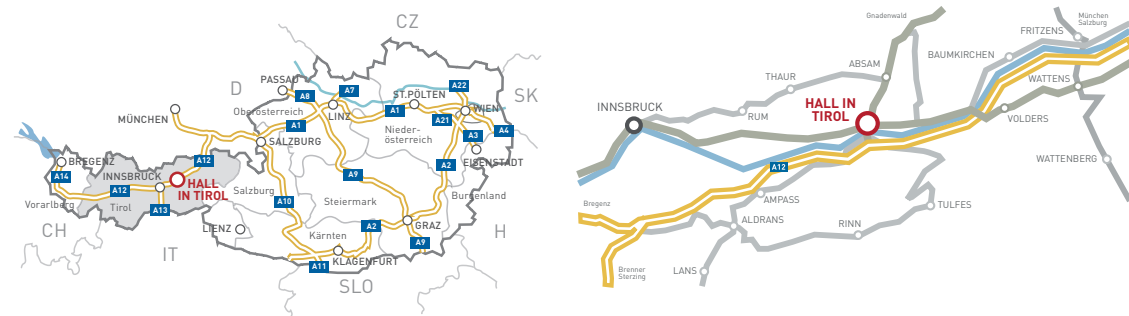 CZ
D
PASSAU
A7
A8
A22
ST.PÖLTEN
SK
Oberösterreich
WIEN
MÜNCHEN
LINZ
A1
A21
A1
Nieder-
österreich
A3
A4
SALZBURG
EISENSTADT
BREGENZ
A12
A2
A14
INNSBRUCK
A9
HALL
IN TIROL
A12
Salzburg
Burgenland
Vorarlberg
Tirol
A13
A10
Steiermark
CH
LIENZ
Kärnten
A2
GRAZ
H
IT
A9
KLAGENFURT
A11
SLO
Gnadenwald
München
Salzburg
FRITZENS
BAUMKIRCHEN
ABSAM
THAUR
WATTENS
INNSBRUCK
HALL IN
TIROL
RUM
VOLDERS
WATTENBERG
A12
AMPASS
Bregenz
TULFES
ALDRANS
RINN
LANS
Brenner
Sterzing